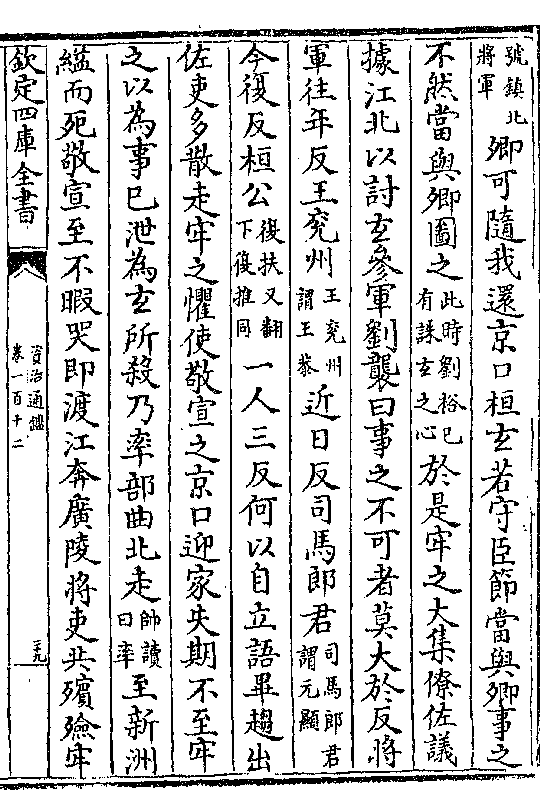 號鎮北將軍卿可隨我還京口桓玄若守臣節當與卿事之
不然當與卿圖之此時劉裕已有誅玄之心於是牢之大集僚佐議
據江北以討玄參軍劉襲曰事之不可者莫大於反將
軍往年反王兖州王兖州謂王恭近日反司馬郎君司馬郎君謂元顯
今復反桓公復扶又翻下復推同一人三反何以自立語畢趨出
佐吏多散走牢之懼使敬宣之京口迎家失期不至牢
之以為事已泄為玄所殺乃率部曲北走帥讀曰率至新洲
縊而死敬宣至不暇哭即渡江奔廣陵將吏共殯殮牢
欽定四庫全書
資治通鑑
卷一百十二
三十九